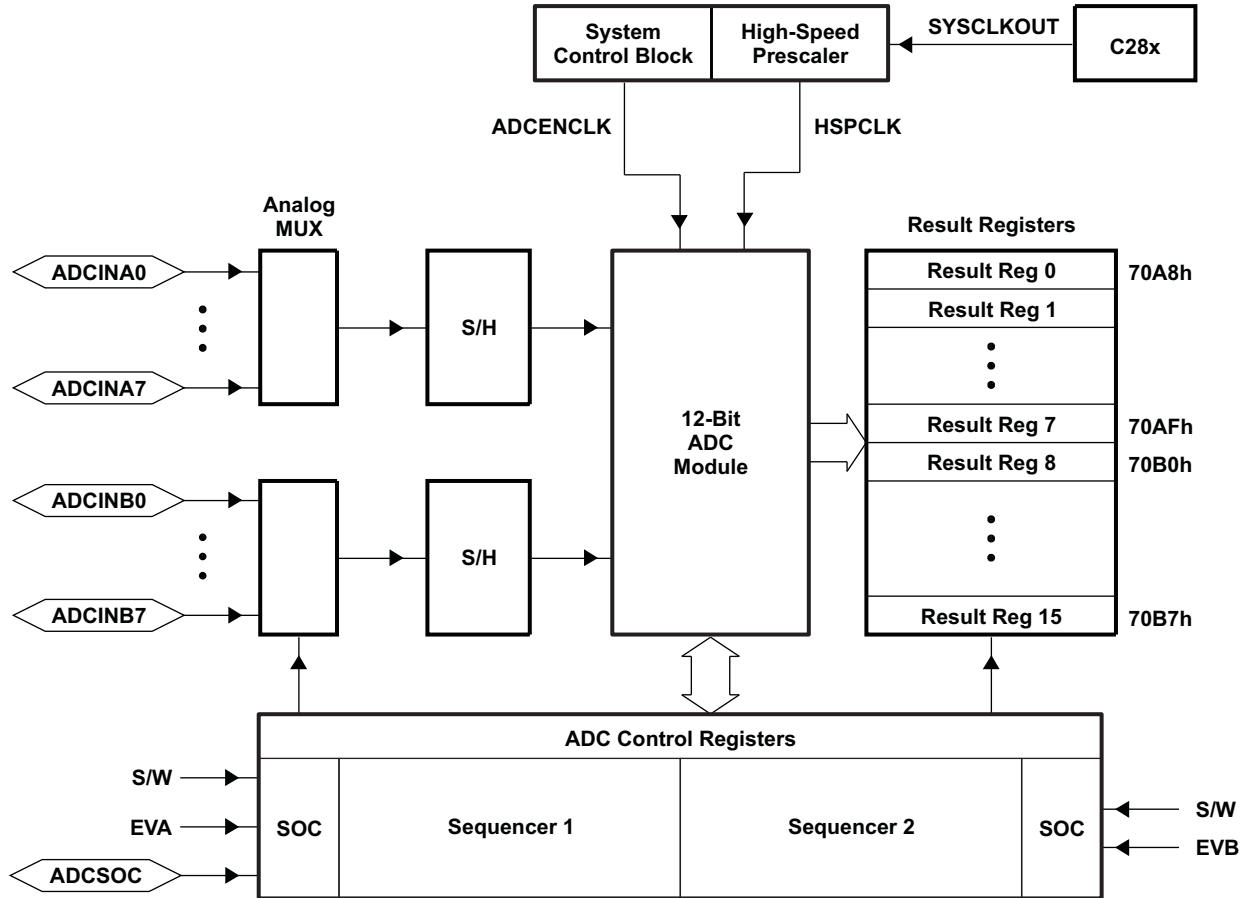 System
Control Block
High-Speed
Prescaler
SYSCLKOUT
C28x
ADCENCLK
HSPCLK
Analog
MUX
Result Registers
ADCINA0
ADCINA7
S/H
12-Bit
ADC
Module
Result Reg 0
70A8h
Result Reg 1
Result Reg 7
70AFh
Result Reg 8
70B0h
ADCINB0
ADCINB7
S/H
Result Reg 15
70B7h
ADC Control Registers
S/W
EVA
ADCSOC
SOC
Sequencer 1
Sequencer 2
SOC
S/W
EVB